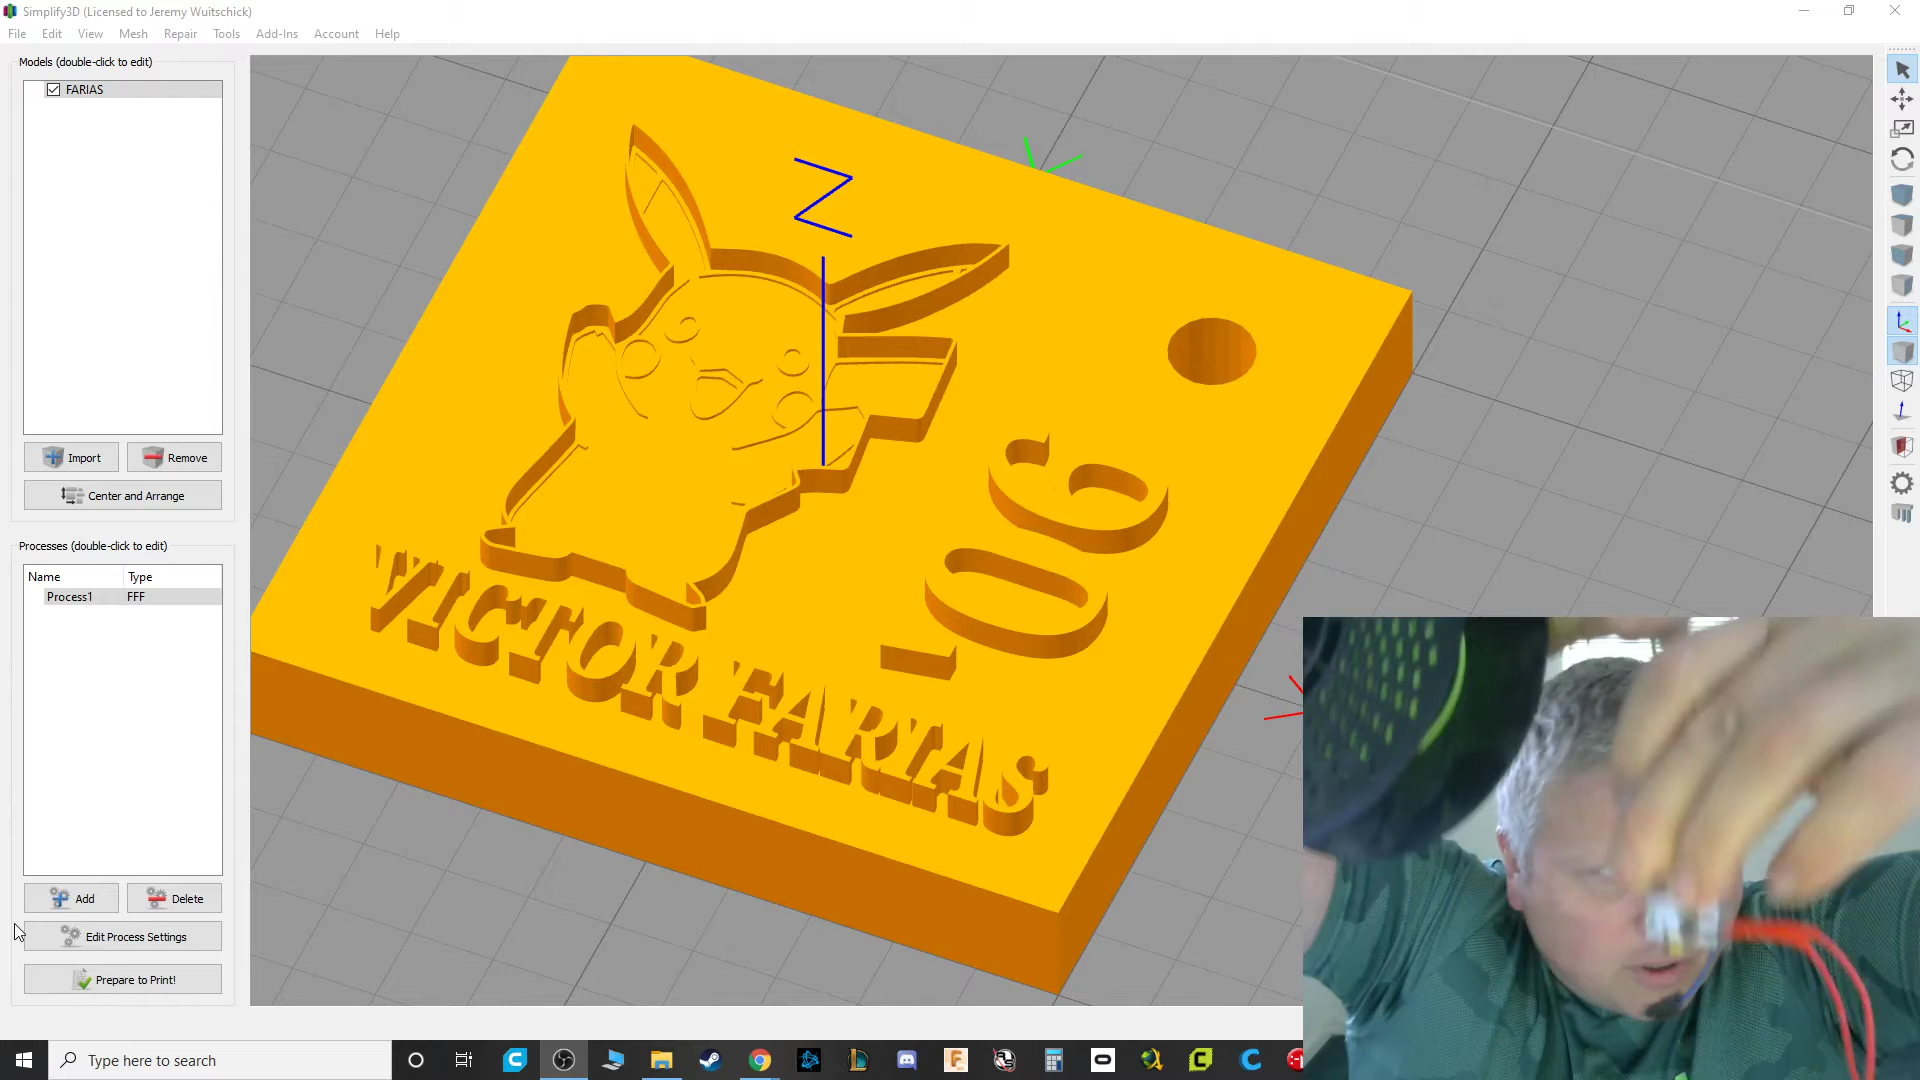 Simplify3D (Licensed to Jeremy Wuitschick)
File Edit View Mesh Repair Tools Add-Ins Account Help
Models (double-click to edit)
FARIAS
Import Remove
Center and Arrange
Processes (double-click to edit)
Name Type
Process1 FFF
Add Delete
Edit Process Settings
Prepare to Print!
Z
VICTOR FARIAS
Type here to search